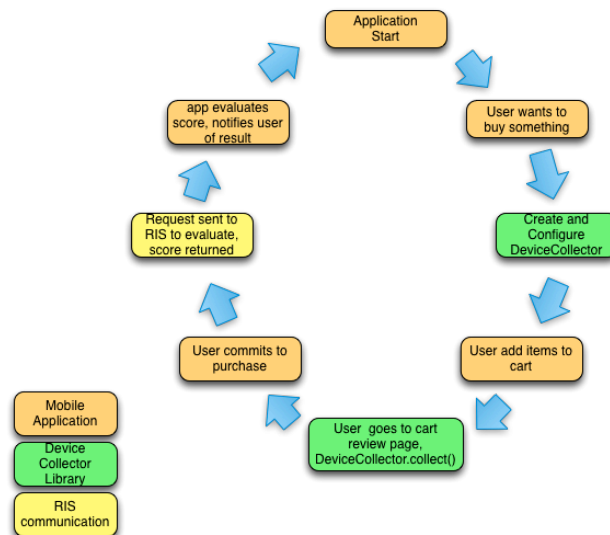 Application
Start
User wants to
buy something
Create and
Configure
DeviceCollector
User add items to
cart
User goes to cart
review page,
DeviceCollector.collect()
User commits to
purchase
Request sent to
RIS to evaluate,
score returned
app evaluates
score, notifies user
of result
Mobile
Application
Device
Collector
Library
RIS
communication